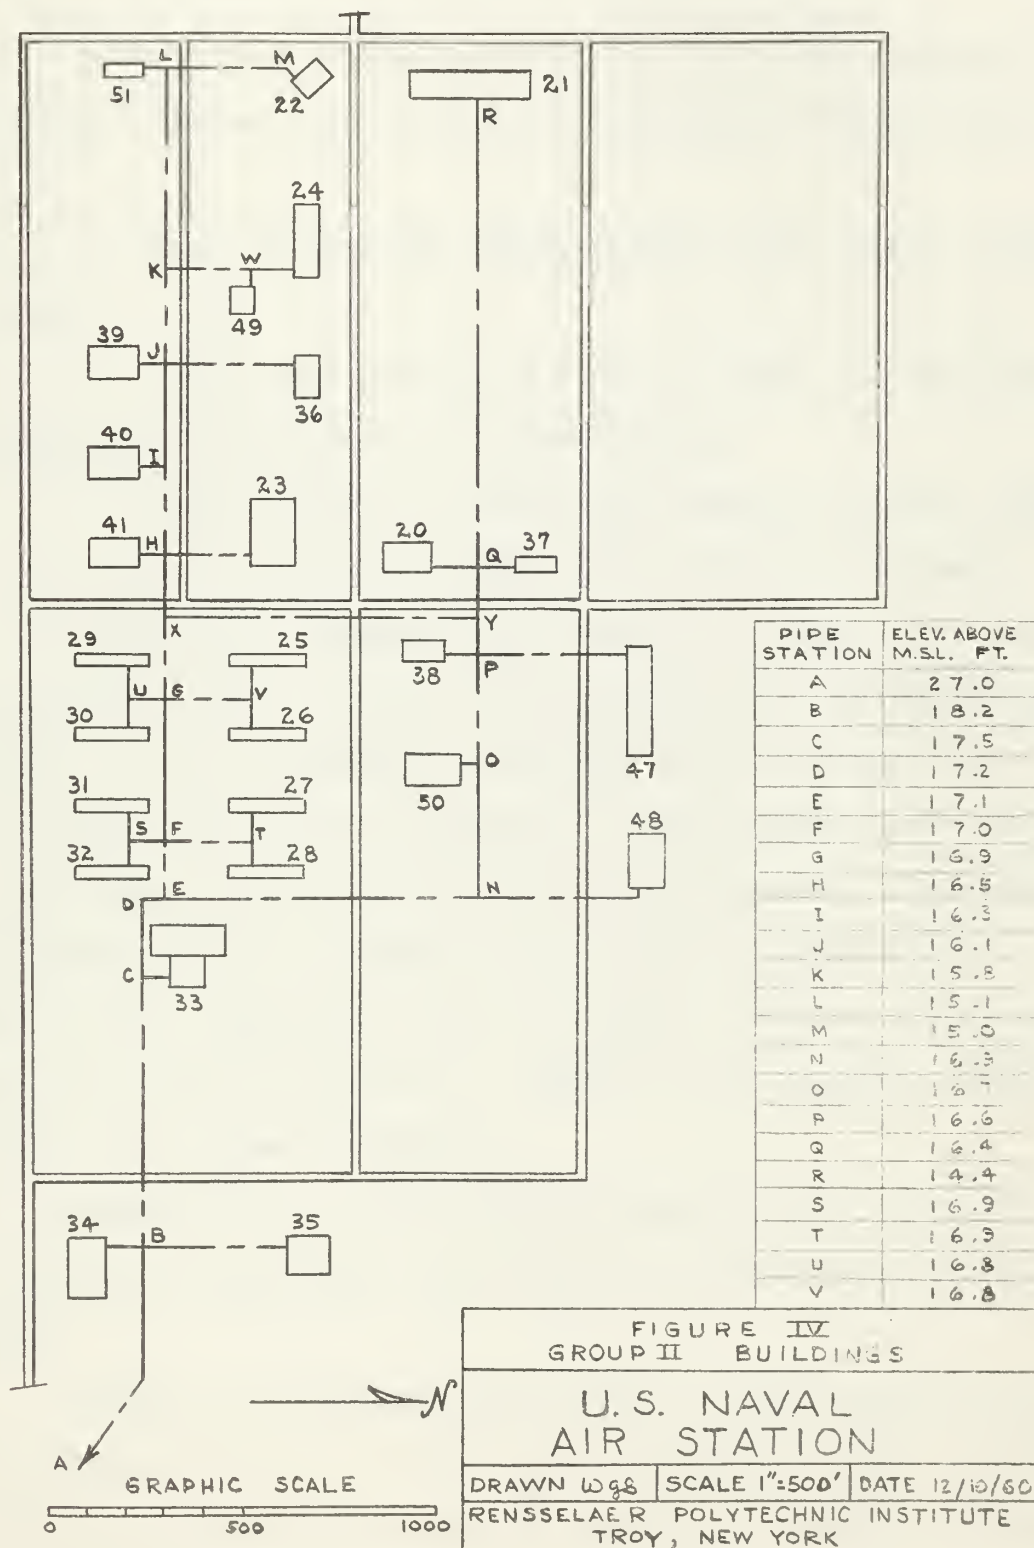 L
M
51
22
21
R
24
K
W
49
39
J
36
40
I
23
41
H
20
Q
37
X
Y
29
25
38
P
U
G
V
30
26
47
O
50
31
27
48
S
F
T
32
28
D
E
N
C
33
34
B
35
A
N
PIPE STATION ELEV. ABOVE M.S.L. FT.
A 27.0
B 18.2
C 17.5
D 17.2
E 17.1
F 17.0
G 16.9
H 16.5
I 16.3
J 16.1
K 15.8
L 15.1
M 15.0
N
O
P 16.6
Q 16.4
R 14.4
S 16.9
T 16.9
U 16.8
V 16.8
FIGURE IV
GROUP II BUILDINGS
U.S. NAVAL
AIR STATION
DRAWN wgs SCALE 1"=500' DATE 12/10/60
RENSSELAER POLYTECHNIC INSTITUTE
TROY, NEW YORK
GRAPHIC SCALE
0 500 1000